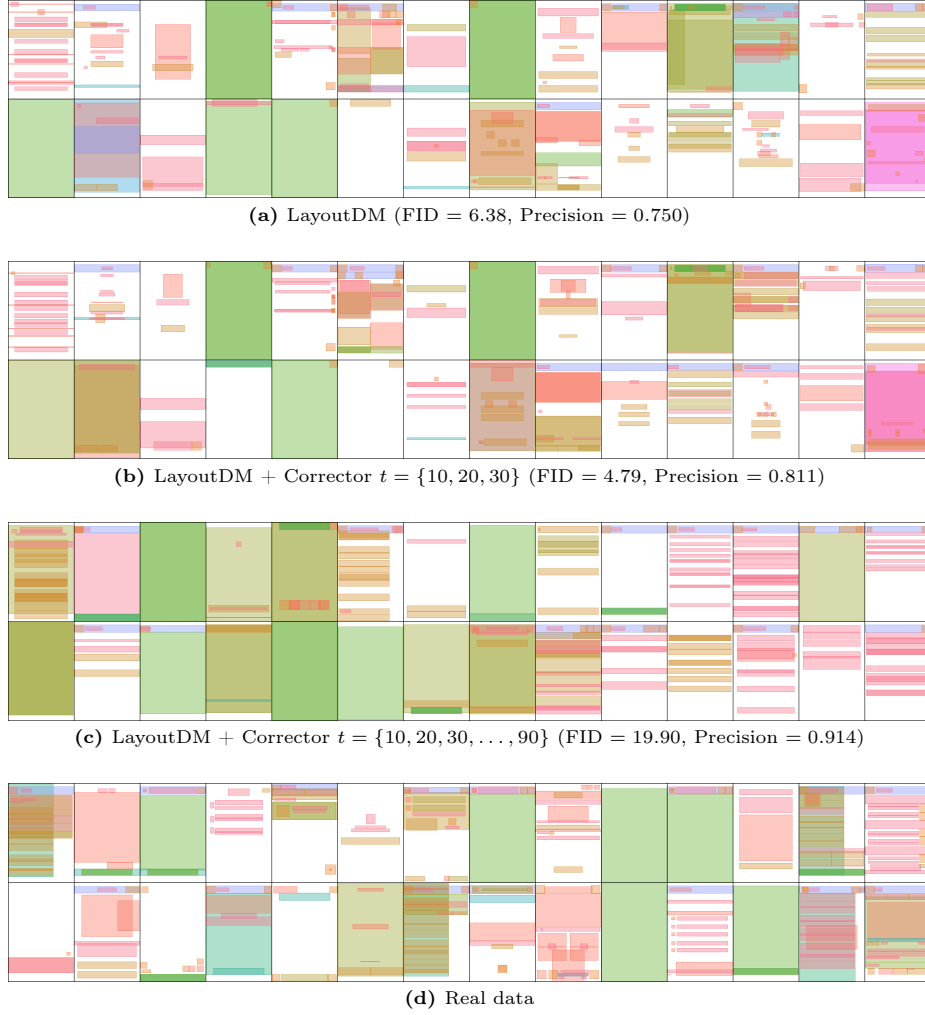 (a) LayoutDM (FID = 6.38, Precision = 0.750)
(b) LayoutDM + Corrector t = {10, 20, 30} (FID = 4.79, Precision = 0.811)
(c) LayoutDM + Corrector t = {10, 20, 30, . . . , 90} (FID = 19.90, Precision = 0.914)
(d) Real data